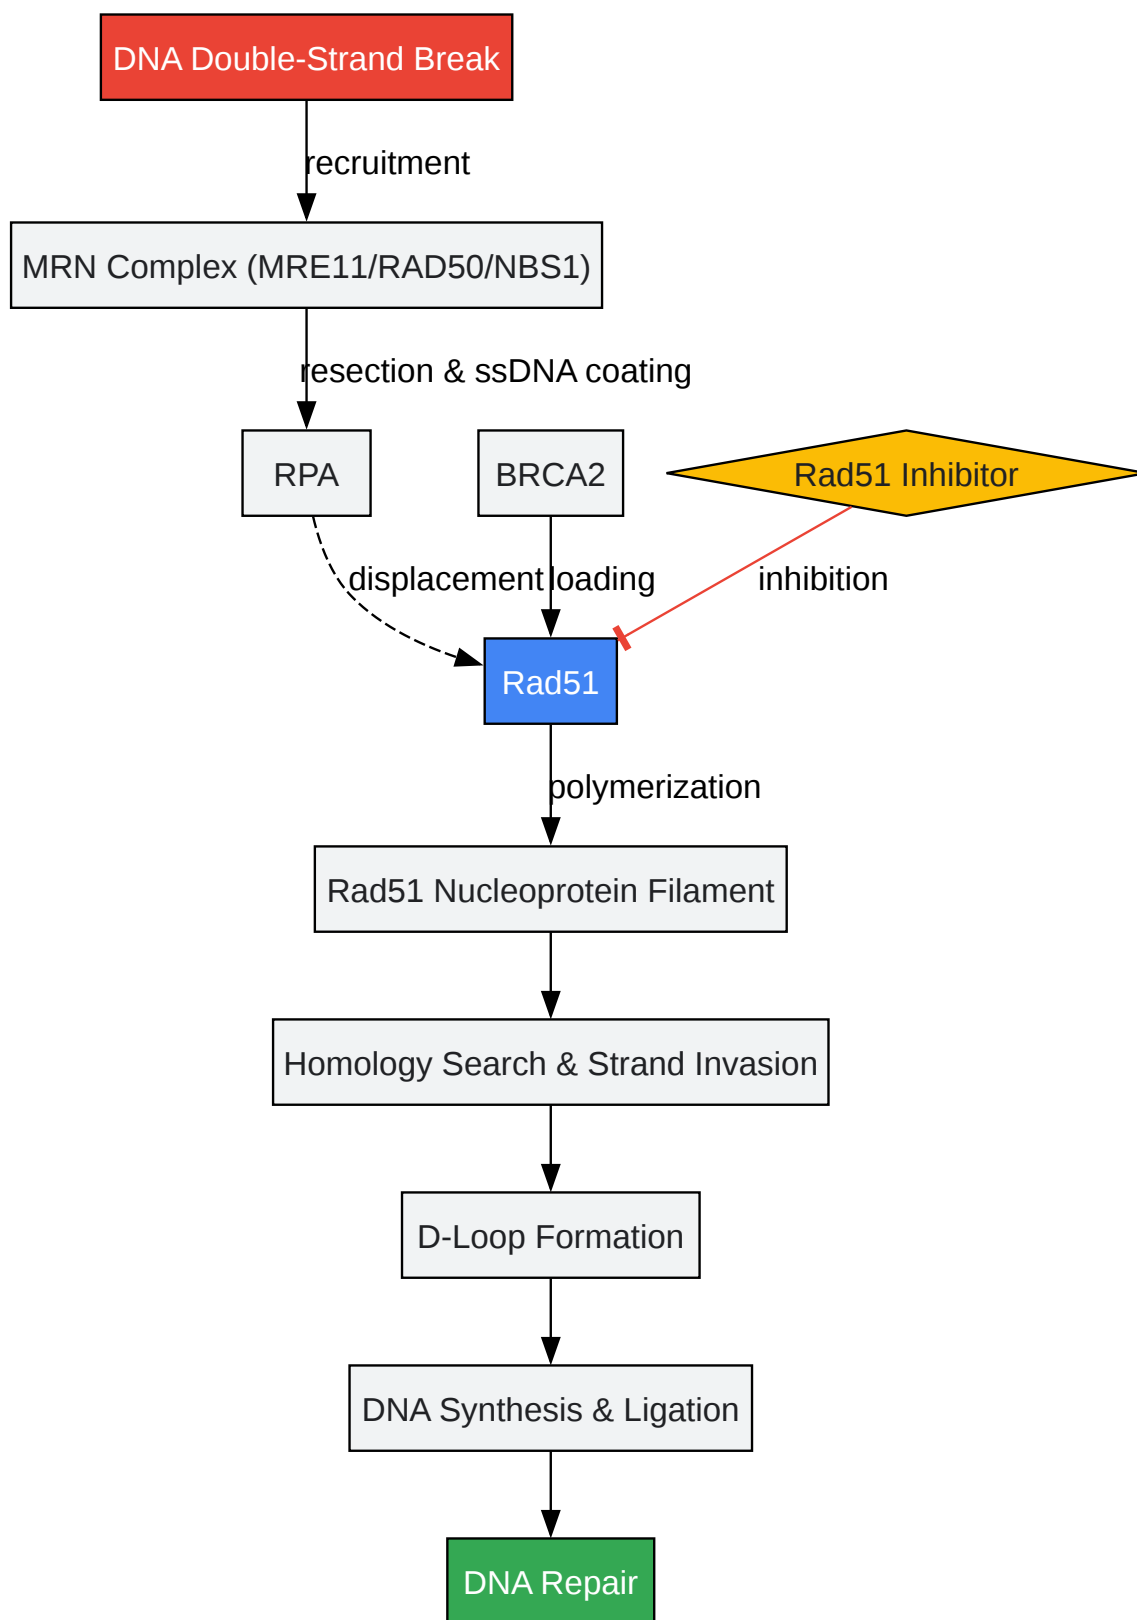 DNA Double-Strand Break
recruitment
MRN Complex (MRE11/RAD50/NBS1)
resection & ssDNA coating
RPA
BRCA2
Rad51 Inhibitor
displacement
loading
inhibition
Rad51
polymerization
Rad51 Nucleoprotein Filament
Homology Search & Strand Invasion
D-Loop Formation
DNA Synthesis & Ligation
DNA Repair